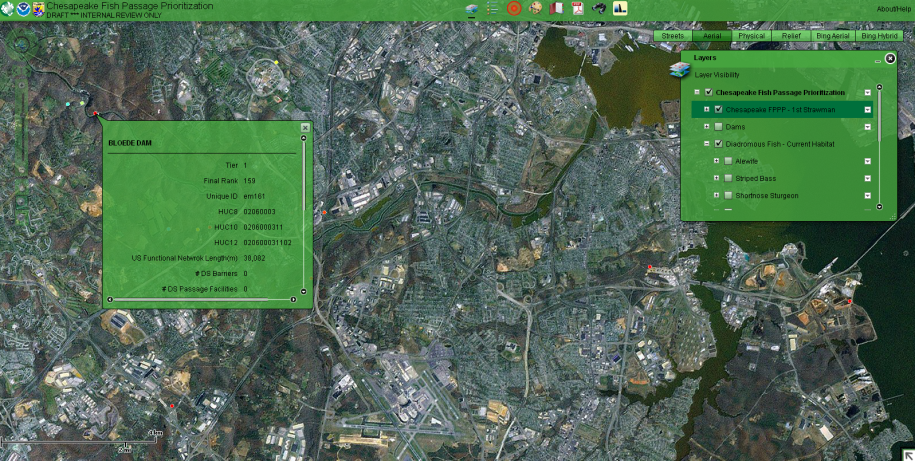 Chesapeake Fish Passage Prioritization
DRAFT *** INTERNAL REVIEW ONLY
About/Help
Streets Aerial Physical Relief Bing Aerial Bing Hybrid
Layers
Layer Visibility
Chesapeake Fish Passage Prioritization
Chesapeake FPPP - 1st Strawman
Dams
Diadromous Fish - Current Habitat
Alewife
Striped Bass
Shortnose Sturgeon
BLOEDE DAM
Tier 1
Final Rank 159
Unique ID em161
HUC8 02060003
HUC10 0206000311
HUC12 020600031102
US Functional Netwrok Length(m) 38,082
# DS Barriers 0
# DS Passage Facilities 0